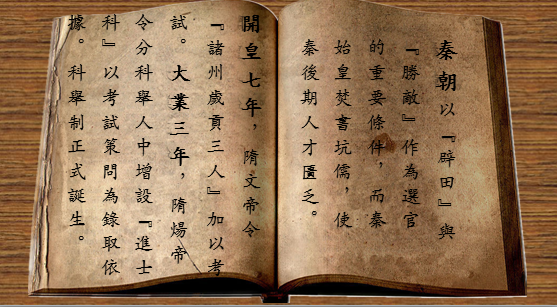 秦朝以『辟田』與
『勝敵』作為選官
的重要條件，而秦
始皇焚書坑儒，使
秦後期人才匱乏。
開皇七年，隋文帝令
『諸州歲貢三人』加以考
試。大業三年，隋煬帝
令分科舉人中增設『進士
科』以考試策問為錄取依
據。科舉制正式誕生。